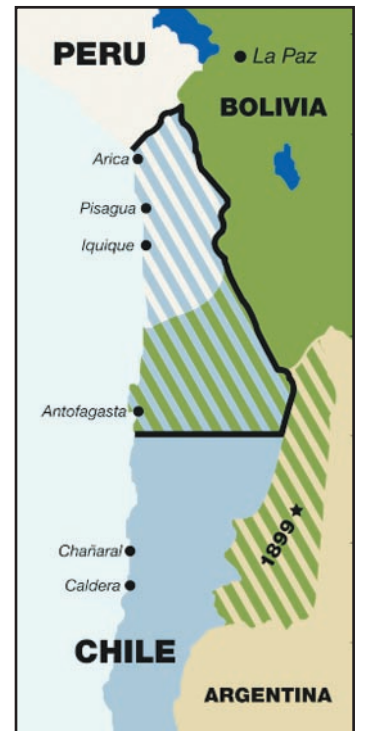 PERU
La Paz
BOLIVIA
Arica
Pisagua
Iquique
Antofagasta
1899
Chañaral
Caldera
CHILE
ARGENTINA